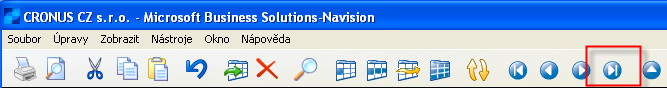 CRONUS CZ s.r.o. - Microsoft Business Solutions-Navision
Soubor Úpravy Zobrazit Nástroje Okno Nápověda